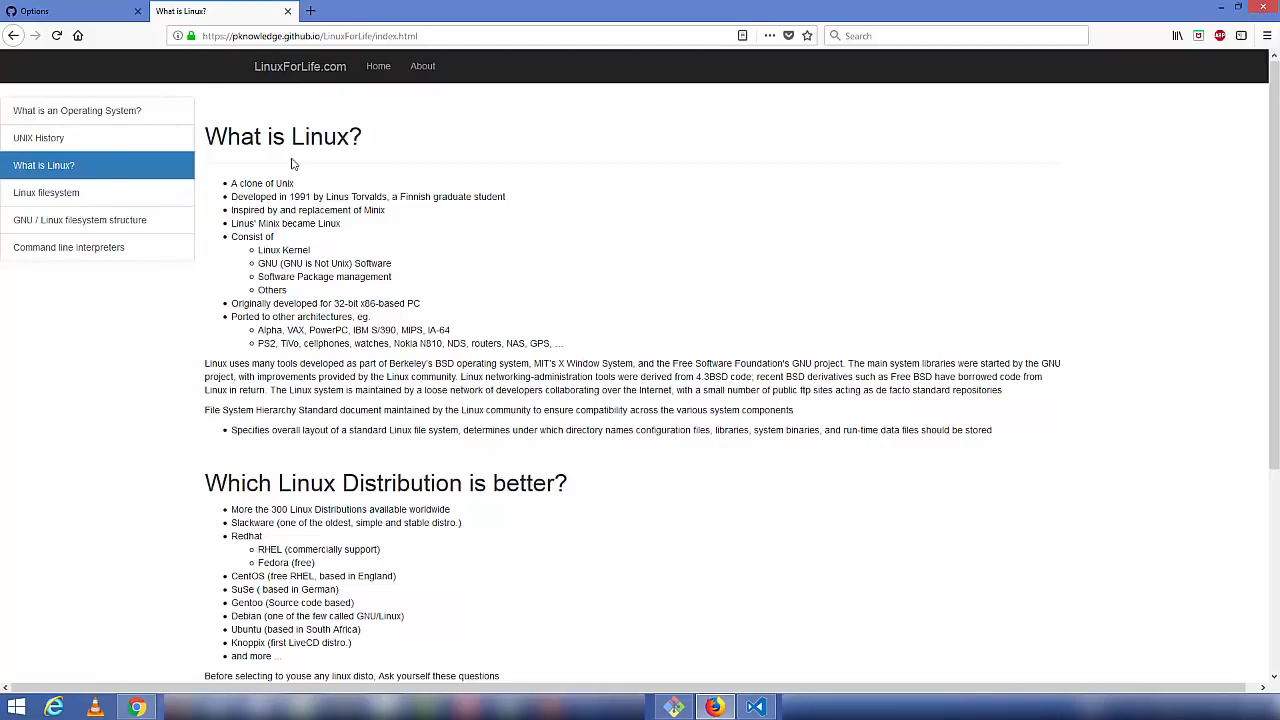 Options
What is Linux?
https://pknowledge.github.io/LinuxForLife/index.html
Search
LinuxForLife.com Home About
What is an Operating System?
UNIX History
What is Linux?
Linux filesystem
GNU / Linux filesystem structure
Command line interpreters
What is Linux?
A clone of Unix
Developed in 1991 by Linus Torvalds, a Finnish graduate student
Inspired by and replacement of Minix
Linus' Minix became Linux
Consist of
Linux Kernel
GNU (GNU is Not Unix) Software
Software Package management
Others
Originally developed for 32-bit x86-based PC
Ported to other architectures, eg.
Alpha, VAX, PowerPC, IBM S/390, MIPS, IA-64
PS2, TiVo, cellphones, watches, Nokia N810, NDS, routers, NAS, GPS, ...
Linux uses many tools developed as part of Berkeley's BSD operating system, MIT's X Window System, and the Free Software Foundation's GNU project. The main system libraries were started by the GNU
project, with improvements provided by the Linux community. Linux networking-administration tools were derived from 4.3BSD code; recent BSD derivatives such as Free BSD have borrowed code from
Linux in return. The Linux system is maintained by a loose network of developers collaborating over the Internet, with a small number of public ftp sites acting as de facto standard repositories
File System Hierarchy Standard document maintained by the Linux community to ensure compatibility across the various system components
Specifies overall layout of a standard Linux file system, determines under which directory names configuration files, libraries, system binaries, and run-time data files should be stored
Which Linux Distribution is better?
More the 300 Linux Distributions available worldwide
Slackware (one of the oldest, simple and stable distro.)
Redhat
RHEL (commercially support)
Fedora (free)
CentOS (free RHEL, based in England)
SuSe ( based in German)
Gentoo (Source code based)
Debian (one of the few called GNU/Linux)
Ubuntu (based in South Africa)
Knoppix (first LiveCD distro.)
and more ...
Before selecting to youse any linux disto, Ask yourself these questions